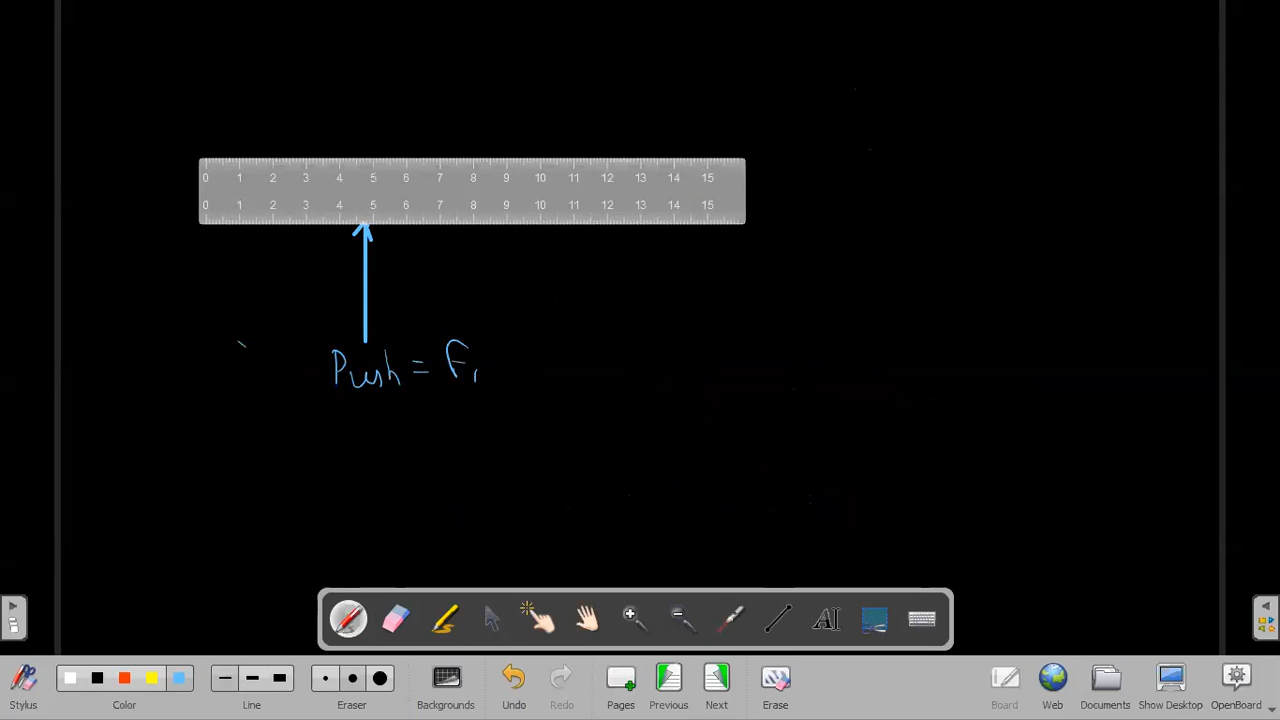 0 1 2 3 4 5 6 7 8 9 10 11 12 13 14 15
0 1 2 3 4 5 6 7 8 9 10 11 12 13 14 15
Push = F₁
AI
Stylus Color Line Eraser Backgrounds Undo Redo Pages Previous Next Erase Board Web Documents Show Desktop OpenBoard